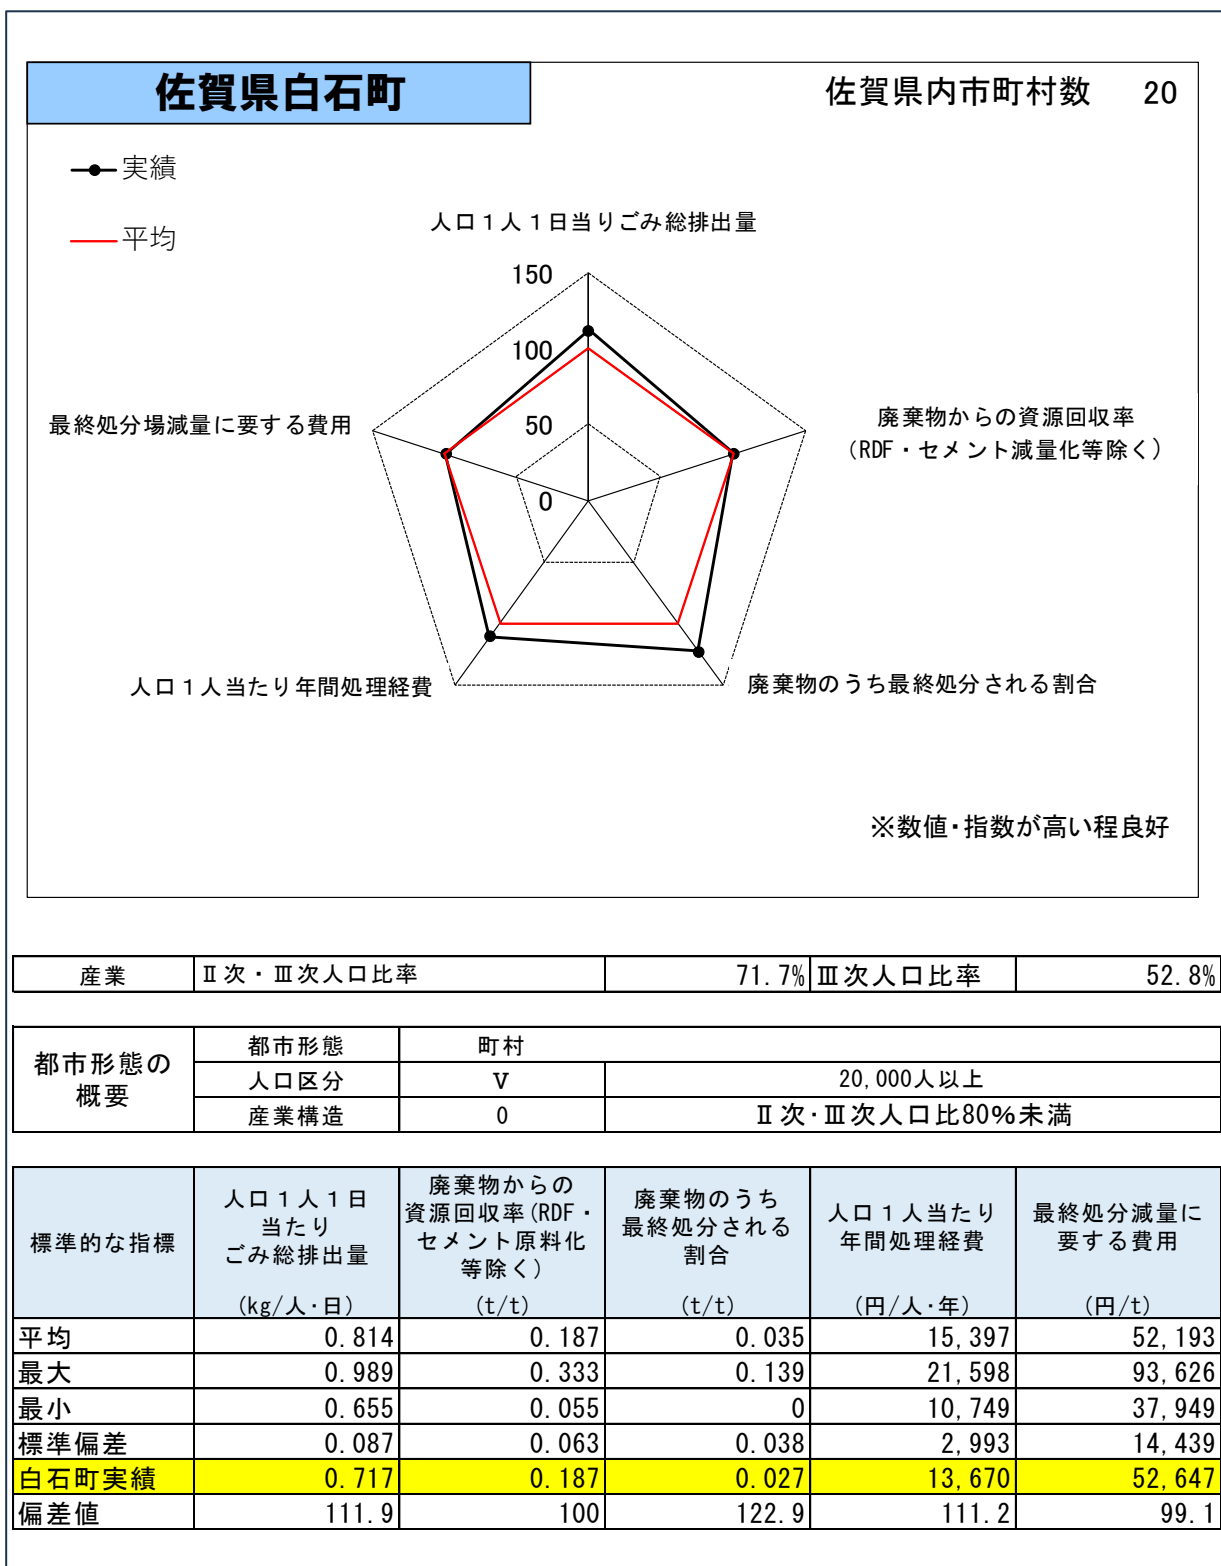 佐賀県白石町
佐賀県内市町村数 20
実績
平均
人口１人１日当りごみ総排出量
150
100
50
0
廃棄物からの資源回収率
（RDF・セメント減量化等除く）
最終処分場減量に要する費用
人口１人当たり年間処理経費
廃棄物のうち最終処分される割合
※数値・指数が高い程良好
産業 Ⅱ次・Ⅲ次人口比率 71.7% Ⅲ次人口比率 52.8%
都市形態の
概要
都市形態 町村
人口区分 Ⅴ 20,000人以上
産業構造 0 Ⅱ次・Ⅲ次人口比80%未満
標準的な指標
人口１人１日
当たり
ごみ総排出量
(kg/人・日)
廃棄物からの
資源回収率(RDF・
セメント原料化
等除く)
(t/t)
廃棄物のうち
最終処分される
割合
(t/t)
人口１人当たり
年間処理経費
(円/人・年)
最終処分減量に
要する費用
(円/t)
平均 0.814 0.187 0.035 15,397 52,193
最大 0.989 0.333 0.139 21,598 93,626
最小 0.655 0.055 0 10,749 37,949
標準偏差 0.087 0.063 0.038 2,993 14,439
白石町実績 0.717 0.187 0.027 13,670 52,647
偏差値 111.9 100 122.9 111.2 99.1